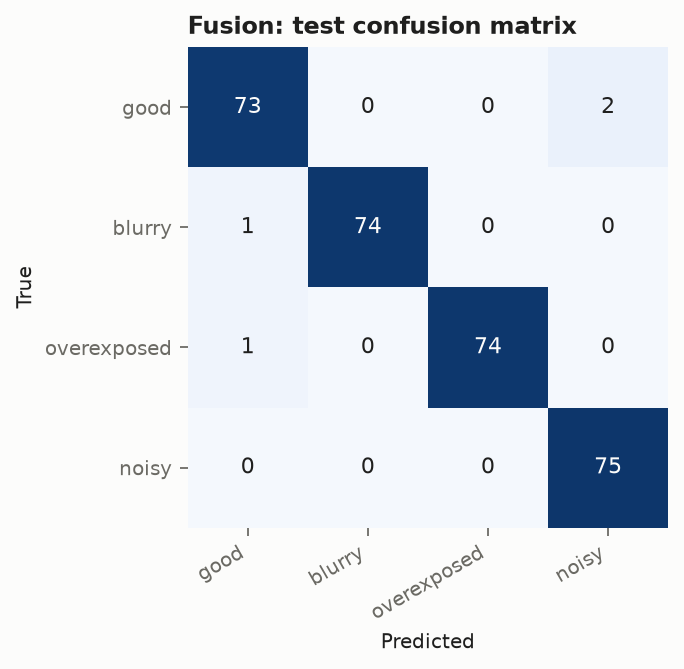 Fusion: test confusion matrix
good 73 0 0 2
blurry 1 74 0 0
overexposed 1 0 74 0
noisy 0 0 0 75
good blurry overexposed noisy
Predicted
True